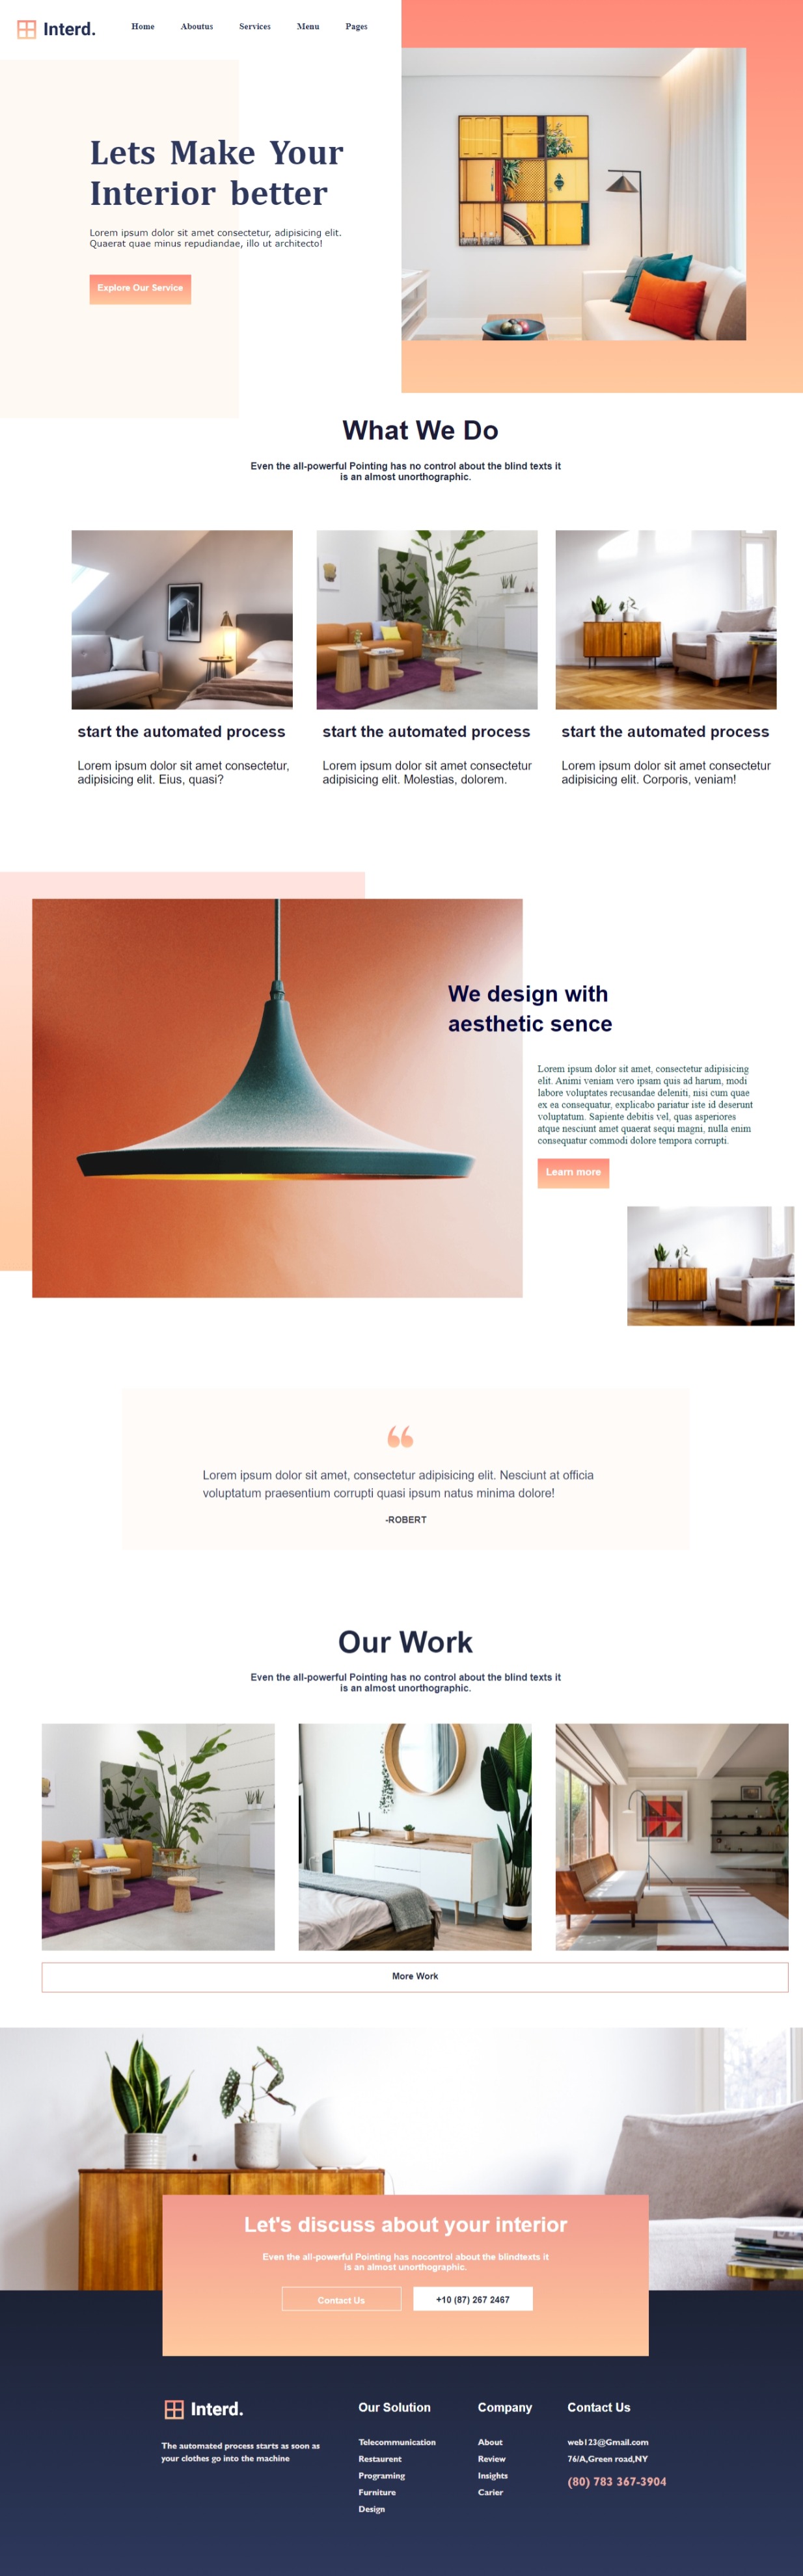 Interd.
Home Aboutus Services Menu Pages
Lets Make Your
Interior better
Lorem ipsum dolor sit amet consectetur, adipisicing elit.
Quaerat quae minus repudiandae, illo ut architecto!
Explore Our Service
What We Do
Even the all-powerful Pointing has no control about the blind texts it
is an almost unorthographic.
start the automated process
Lorem ipsum dolor sit amet consectetur,
adipisicing elit. Eius, quasi?
start the automated process
Lorem ipsum dolor sit amet consectetur
adipisicing elit. Molestias, dolorem.
start the automated process
Lorem ipsum dolor sit amet consectetur
adipisicing elit. Corporis, veniam!
We design with
aesthetic sence
Lorem ipsum dolor sit amet, consectetur adipisicing
elit. Animi veniam vero ipsam quis ad harum, modi
labore voluptates recusandae deleniti, nisi cum quae
ex ea consequatur, explicabo pariatur iste id deserunt
voluptatum. Sapiente debitis vel, quas asperiores
atque nesciunt amet quaerat sequi magni, nulla enim
consequatur commodi dolore tempora corrupti.
Learn more
Lorem ipsum dolor sit amet, consectetur adipisicing elit. Nesciunt at officia
voluptatum praesentium corrupti quasi ipsum natus minima dolore!
-ROBERT
Our Work
Even the all-powerful Pointing has no control about the blind texts it
is an almost unorthographic.
More Work
Let's discuss about your interior
Even the all-powerful Pointing has nocontrol about the blindtexts it
is an almost unorthographic.
Contact Us
+10 (87) 267 2467
Interd.
The automated process starts as soon as
your clothes go into the machine
Our Solution
Telecommunication
Restaurent
Programing
Furniture
Design
Company
About
Review
Insights
Carier
Contact Us
web123@Gmail.com
76/A,Green road,NY
(80) 783 367-3904